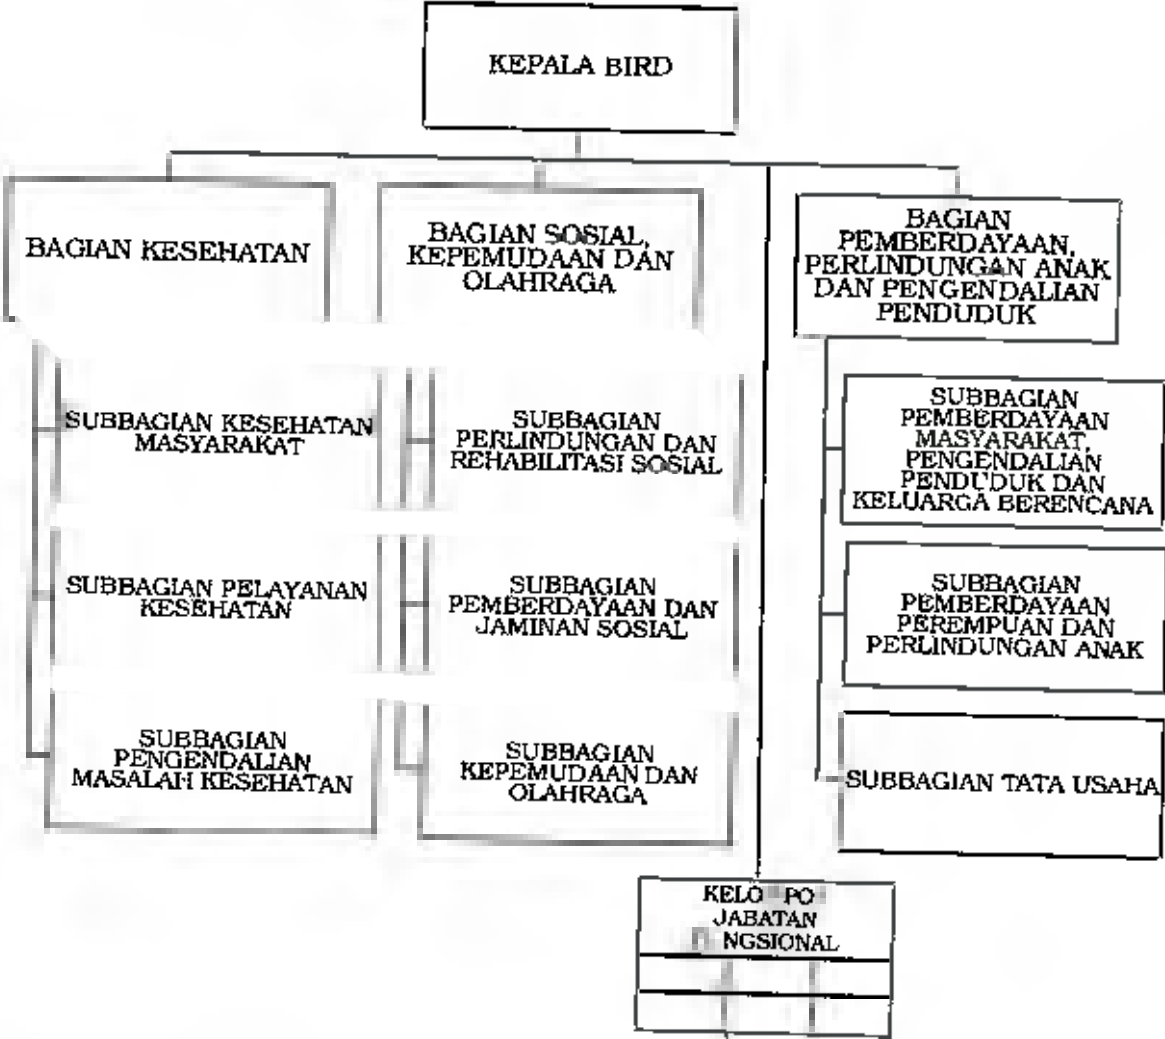 KEPALA BIRD
BAGIAN KESEHATAN
BAGIAN SOSIAL,
KEPEMUDAAN DAN
OLAHRAGA
BAGIAN
PEMBERDAYAAN,
PERLINDUNGAN ANAK
DAN PENGENDALIAN
PENDUDUK
SUBBAGIAN KESEHATAN
MASYARAKAT
SUBBAGIAN PELAYANAN
KESEHATAN
SUBBAGIAN
PENGENDALIAN
MASALAH KESEHATAN
SUBBAGIAN
PERLINDUNGAN DAN
REHABILITASI SOSIAL
SUBBAGIAN
PEMBERDAYAAN DAN
JAMINAN SOSIAL
SUBBAGIAN
KEPEMUDAAN DAN
OLAHRAGA
SUBBAGIAN
PEMBERDAYAAN
MASYARAKAT,
PENGENDALIAN
PENDUDUK DAN
KELUARGA BERENCANA
SUBBAGIAN
PEMBERDAYAAN
PEREMPUAN DAN
PERLINDUNGAN ANAK
SUBBAGIAN TATA USAHA
JABATAN